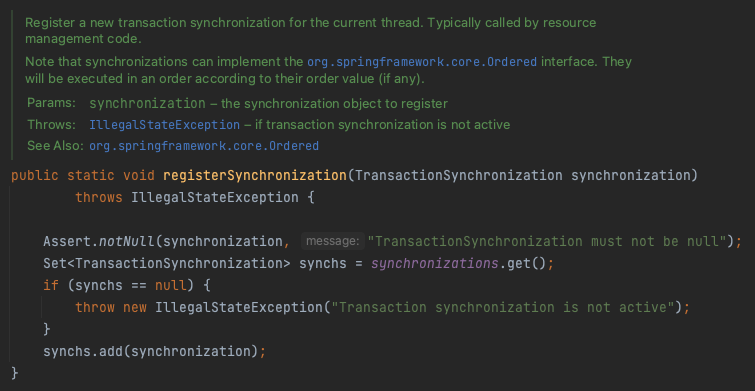 Register a new transaction synchronization for the current thread. Typically called by resource
management code.
Note that synchronizations can implement the org.springframework.core.Ordered interface. They
will be executed in an order according to their order value (if any).
Params: synchronization – the synchronization object to register
Throws: IllegalStateException – if transaction synchronization is not active
See Also: org.springframework.core.Ordered
public static void registerSynchronization(TransactionSynchronization synchronization)
        throws IllegalStateException {
    Assert.notNull(synchronization, message: "TransactionSynchronization must not be null");
    Set<TransactionSynchronization> synchs = synchronizations.get();
    if (synchs == null) {
        throw new IllegalStateException("Transaction synchronization is not active");
    }
    synchs.add(synchronization);
}